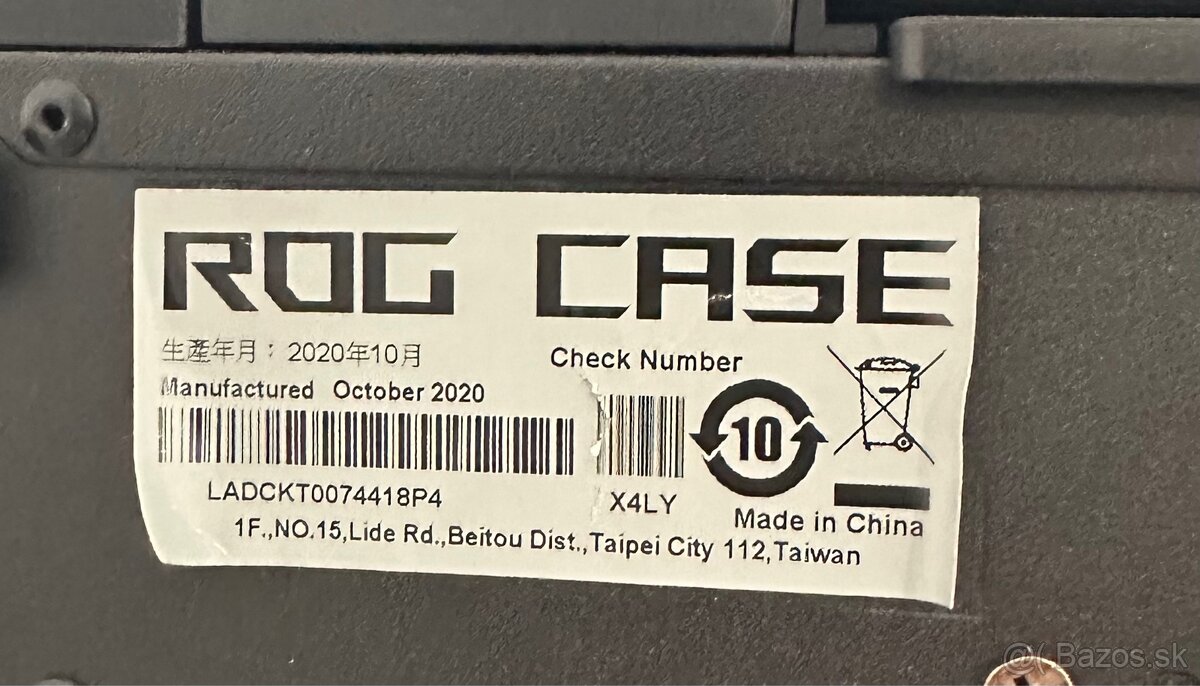 ROG CASE
生產年月：2020年10月
Manufactured October 2020
Check Number
10
LADCKT0074418P4
X4LY
Made in China
1F.,NO.15,Lide Rd.,Beitou Dist.,Taipei City 112,Taiwan
Bazos.sk